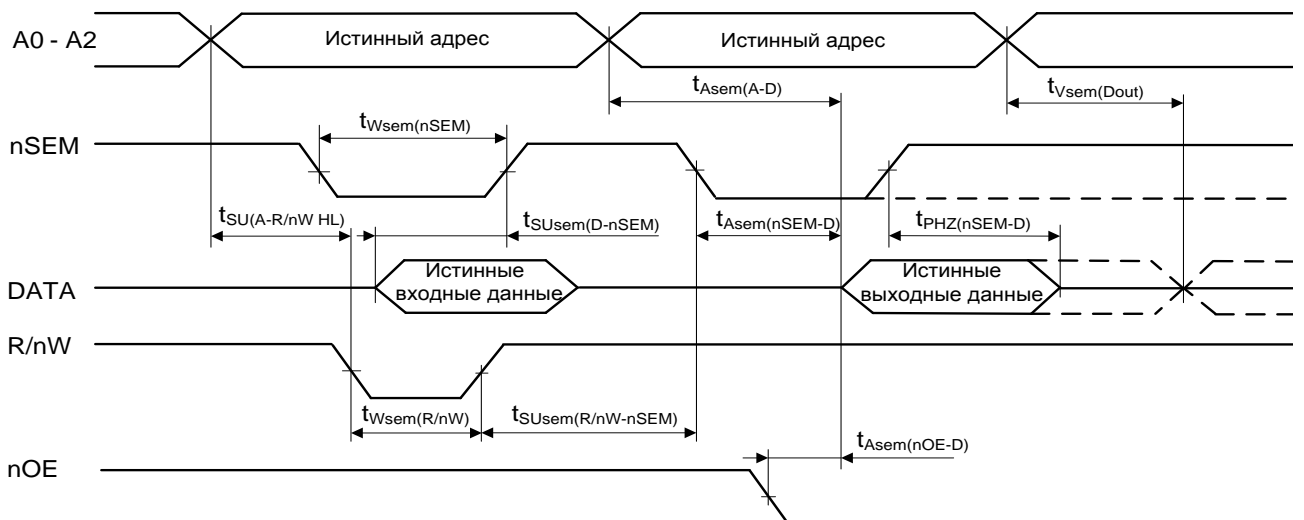 A0 - A2
Истинный адрес
Истинный адрес
tAsem(A-D)
tVsem(Dout)
tWsem(nSEM)
nSEM
tSU(A-R/nW HL)
tSUsem(D-nSEM)
tAsem(nSEM-D)
tPHZ(nSEM-D)
DATA
Истинные
входные данные
Истинные
выходные данные
R/nW
tWsem(R/nW)
tSUsem(R/nW-nSEM)
tAsem(nOE-D)
nOE